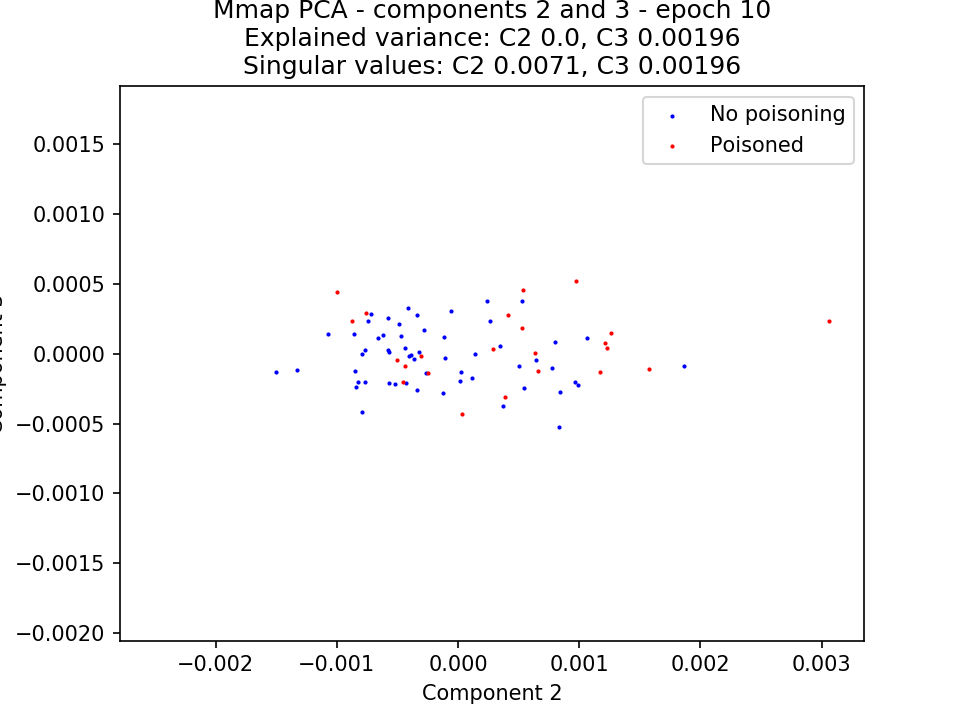 Mmap PCA - components 2 and 3 - epoch 10
Explained variance: C2 0.0, C3 0.00196
Singular values: C2 0.0071, C3 0.00196
No poisoning
Poisoned
0.0015
0.0010
0.0005
0.0000
−0.0005
−0.0010
−0.0015
−0.0020
−0.002
−0.001
0.000
0.001
0.002
0.003
Component 2